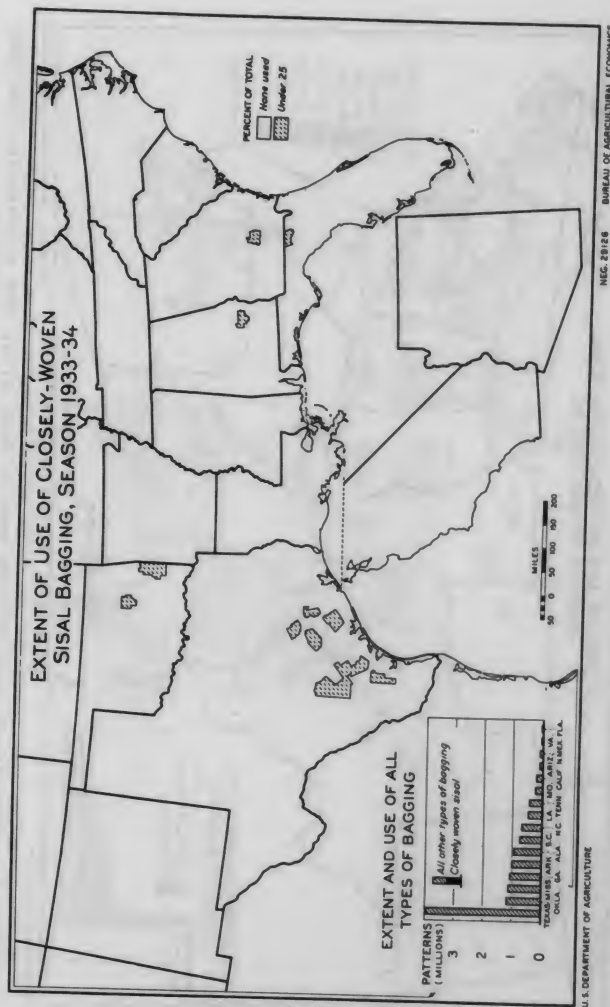 EXTENT OF USE OF CLOSELY-WOVEN
SISAL BAGGING, SEASON 1933-34
PERCENT OF TOTAL
None used
Under 25
EXTENT AND USE OF ALL
TYPES OF BAGGING
PATTERNS
(MILLIONS)
All other types of bagging
Closely woven sisal
3
2
1
0
TEXAS MISS. ARK. S.C. LA. MO. ARIZ. VA.
OKLA. GA. ALA. N.C. TENN. CALIF. N.MEX. FLA.
MILES
50 0 50 100 150 200
U.S. DEPARTMENT OF AGRICULTURE
NEG. 29126 BUREAU OF AGRICULTURAL ECONOMICS